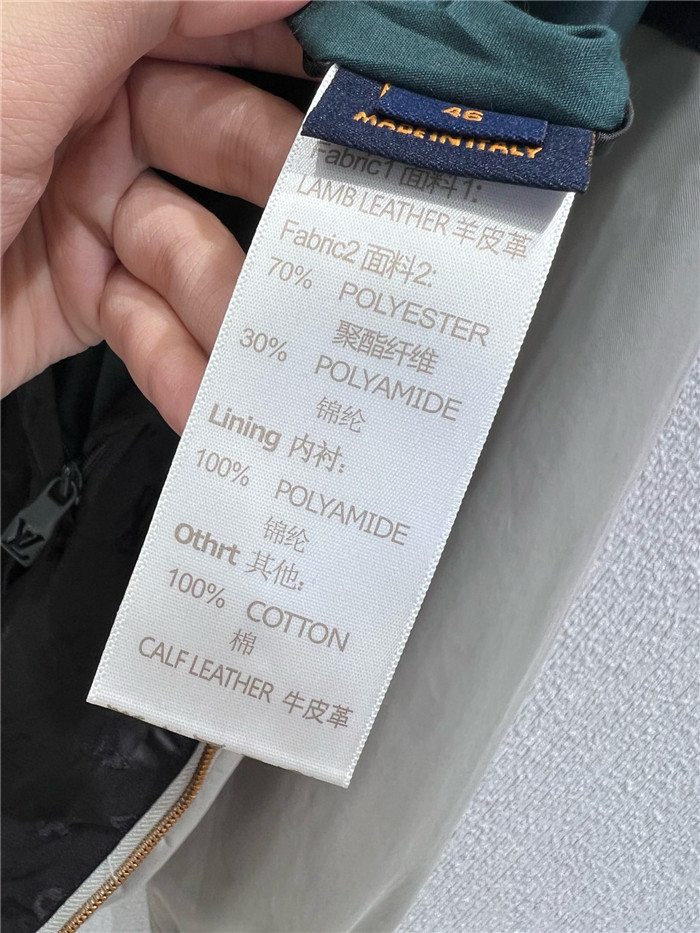 46
MADE IN ITALY
Fabric1 面料1:
LAMB LEATHER 羊皮革
Fabric2 面料2:
70% POLYESTER
聚酯纤维
30% POLYAMIDE
锦纶
Lining 内衬:
100% POLYAMIDE
锦纶
Othrt 其他:
100% COTTON
棉
CALF LEATHER 牛皮革
LV